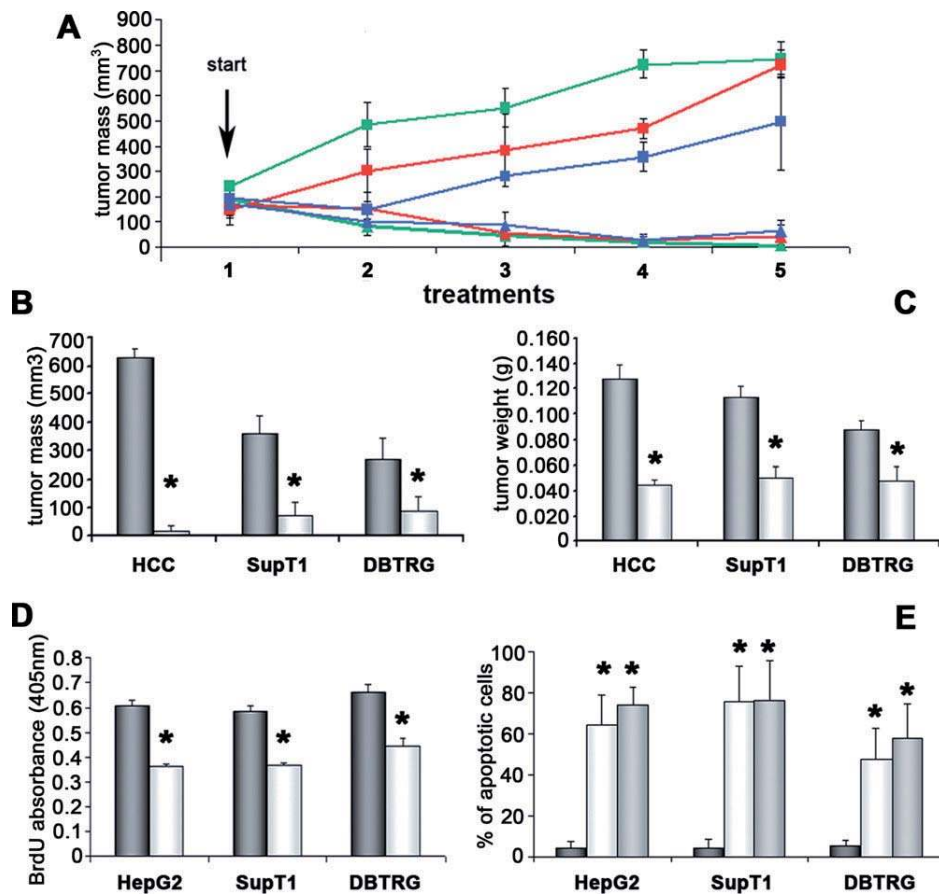 A
900
800
700
600
500
400
300
200
100
0
tumor mass (mm³)
start
1 2 3 4 5
treatments
B
700
600
500
400
300
200
100
0
tumor mass (mm3)
* * *
HCC SupT1 DBTRG
C
0.160
0.140
0.120
0.100
0.080
0.060
0.040
0.020
0
tumor weight (g)
* * *
HCC SupT1 DBTRG
D
0.8
0.7
0.6
0.5
0.4
0.3
0.2
0.1
0
BrdU absorbance (405nm)
* * *
HepG2 SupT1 DBTRG
E
100
80
60
40
20
0
% of apoptotic cells
* * * * * *
HepG2 SupT1 DBTRG